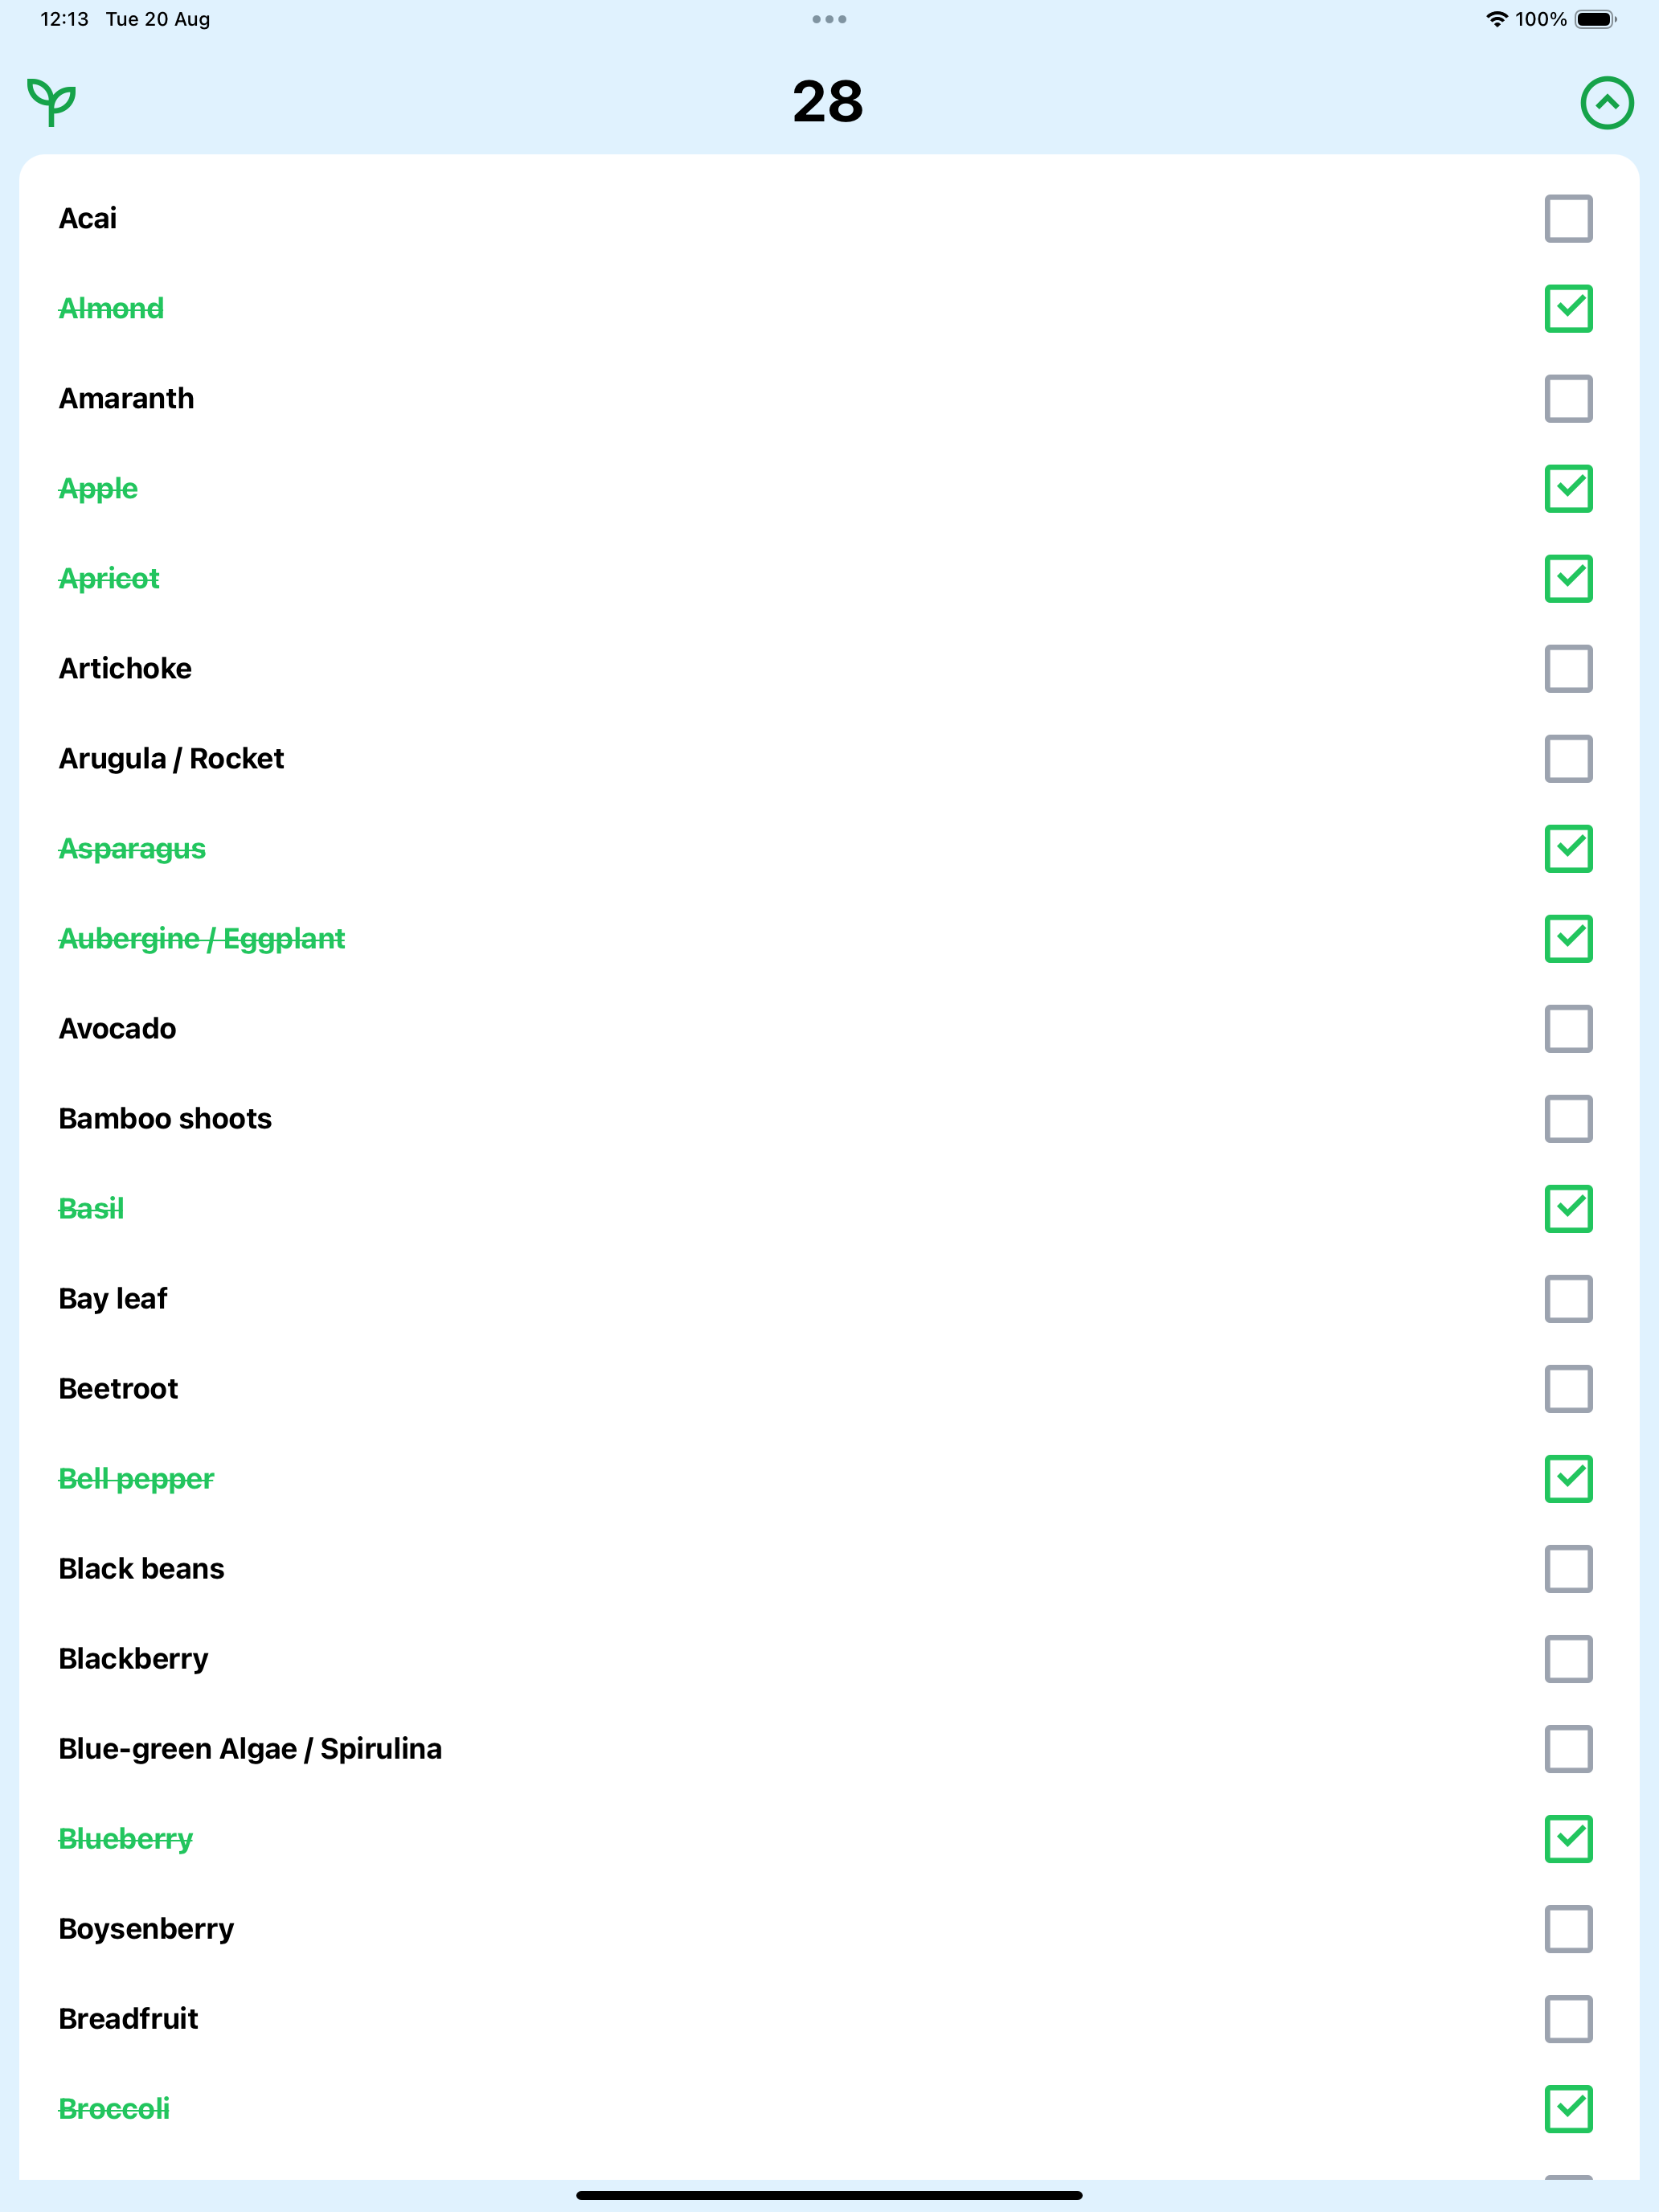 12:13 Tue 20 Aug
100%
28
Acai
Almond
Amaranth
Apple
Apricot
Artichoke
Arugula / Rocket
Asparagus
Aubergine / Eggplant
Avocado
Bamboo shoots
Basil
Bay leaf
Beetroot
Bell pepper
Black beans
Blackberry
Blue-green Algae / Spirulina
Blueberry
Boysenberry
Breadfruit
Broccoli